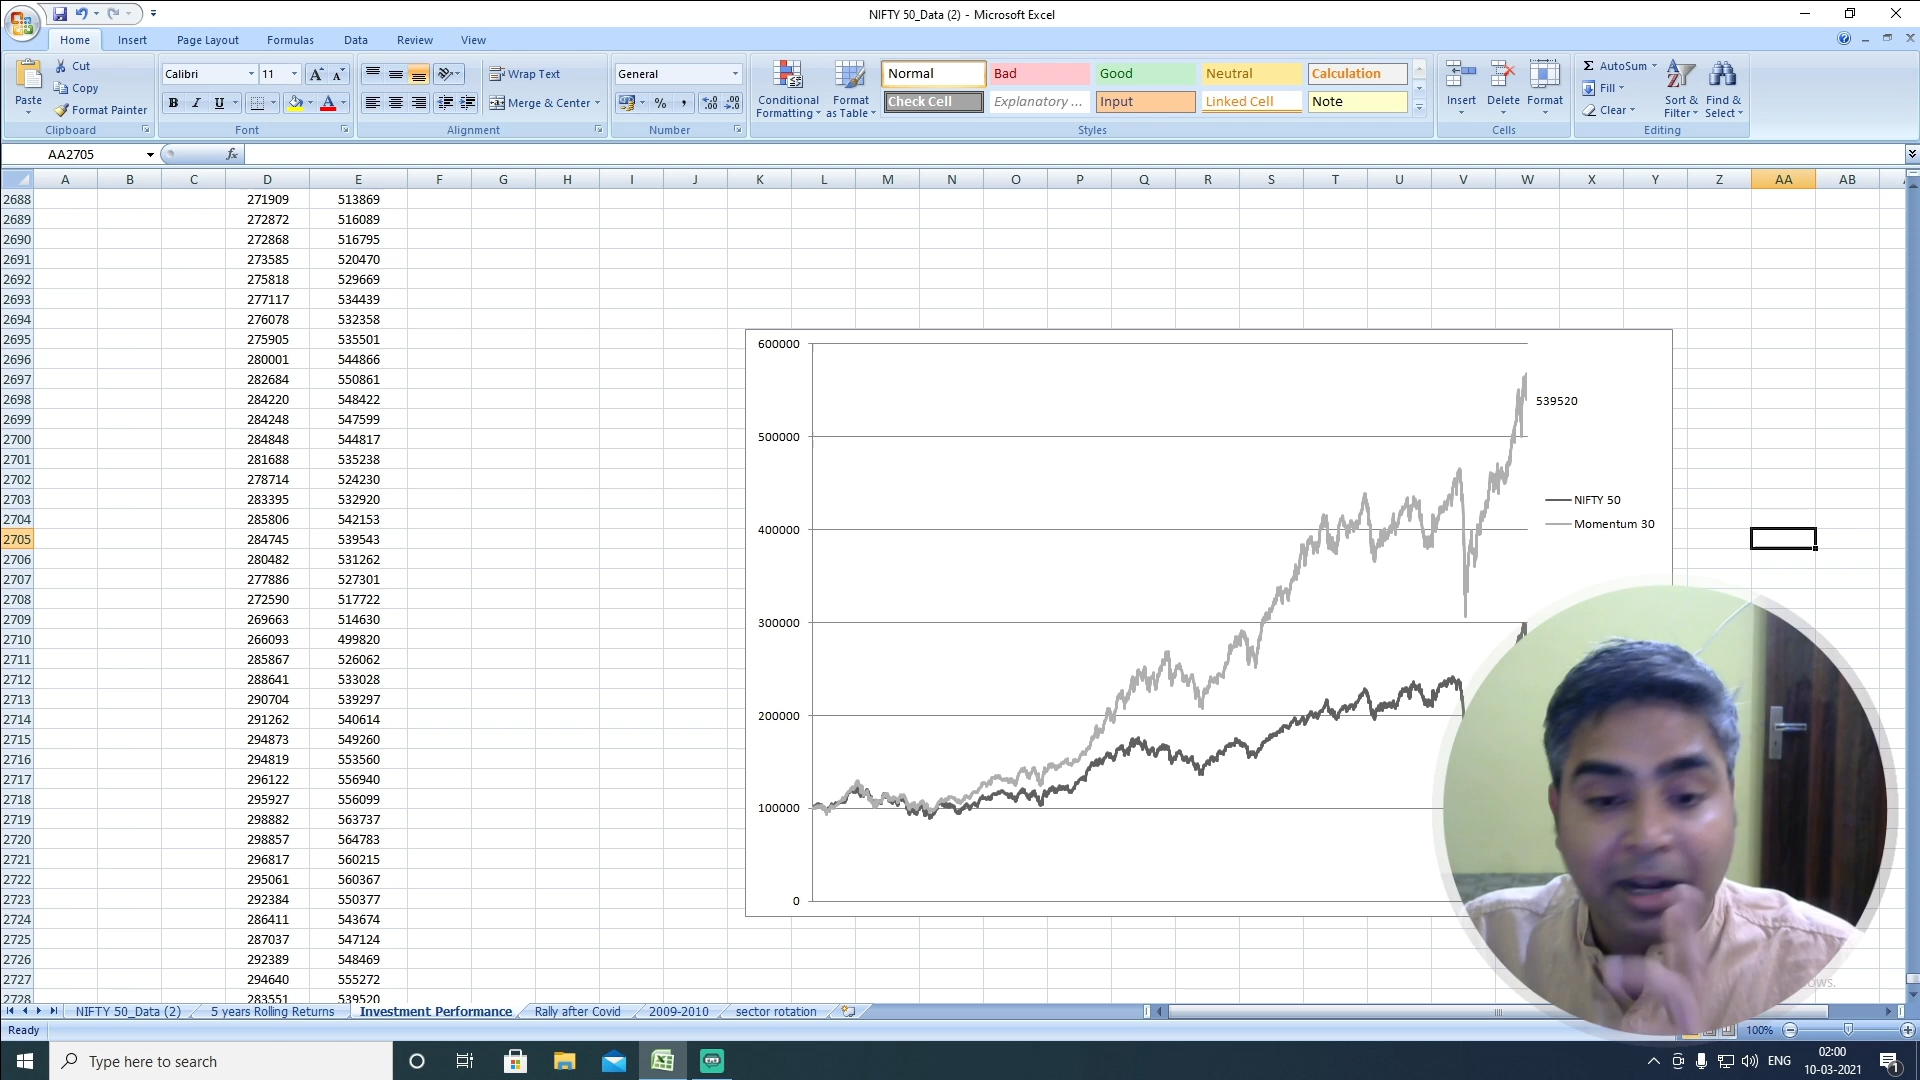 NIFTY 50_Data (2) - Microsoft Excel
Home Insert Page Layout Formulas Data Review View
Cut
Copy
Format Painter
Paste
Clipboard
Calibri 11
B I U
Font
Wrap Text
Merge & Center
Alignment
General
Number
Conditional Formatting
Format as Table
Normal Bad Good Neutral Calculation
Check Cell Explanatory ... Input Linked Cell Note
Styles
Insert Delete Format
Cells
AutoSum
Fill
Clear
Sort & Filter
Find & Select
Editing
AA2705 fx
A B C D E F G H I J K L M N O P Q R S T U V W X Y Z AA AB
2688 271909 513869
2689 272872 516089
2690 272868 516795
2691 273585 520470
2692 275818 529669
2693 277117 534439
2694 276078 532358
2695 275905 535501
2696 280001 544866
2697 282684 550861
2698 284220 548422
2699 284248 547599
2700 284848 544817
2701 281688 535238
2702 278714 524230
2703 283395 532920
2704 285806 542153
2705 284745 539543
2706 280482 531262
2707 277886 527301
2708 272590 517722
2709 269663 514630
2710 266093 499820
2711 285867 526062
2712 288641 533028
2713 290704 539297
2714 291262 540614
2715 294873 549260
2716 294819 553560
2717 296122 556940
2718 295927 556099
2719 298882 563737
2720 298857 564783
2721 296817 560215
2722 295061 560367
2723 292384 550377
2724 286411 543674
2725 287037 547124
2726 292389 548469
2727 294640 555272
2728 283551 539520
600000
500000
400000
300000
200000
100000
0
539520
NIFTY 50
Momentum 30
NIFTY 50_Data (2) 5 years Rolling Returns Investment Performance Rally after Covid 2009-2010 sector rotation
Ready 100%
Type here to search
ENG
02:00
10-03-2021
1